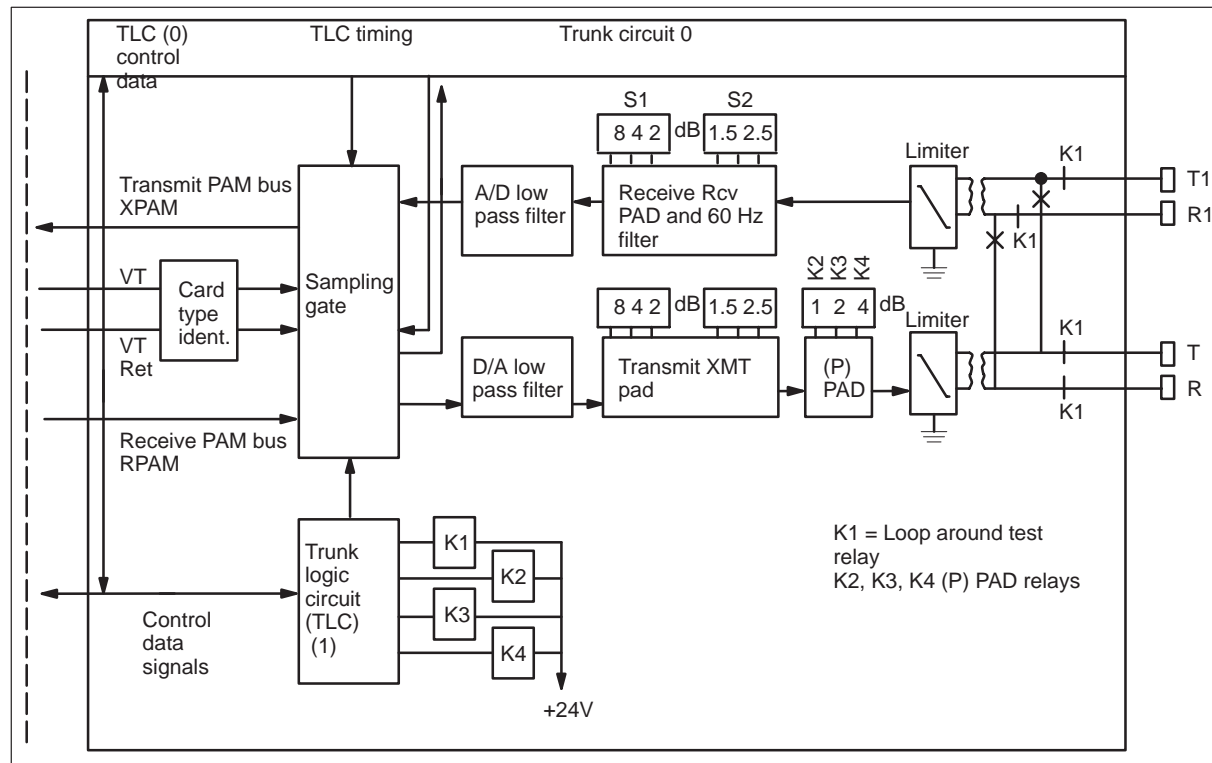 TLC (0) control data
TLC timing
Trunk circuit 0
S1
S2
8 4 2
dB
1.5 2.5
Limiter
K1
T1
Transmit PAM bus
XPAM
A/D low
pass filter
Receive Rcv
PAD and 60 Hz
filter
R1
K1
VT
Card
type
ident.
Sampling
gate
K2
K3
K4
8 4 2
dB
1.5 2.5
1 2 4
dB
Limiter
K1
T
VT
Ret
D/A low
pass filter
Transmit XMT
pad
(P)
PAD
R
K1
Receive PAM bus
RPAM
Trunk
logic
circuit
(TLC)
(1)
K1
K2
K3
K4
+24V
Control
data
signals
K1 = Loop around test
relay
K2, K3, K4 (P) PAD relays